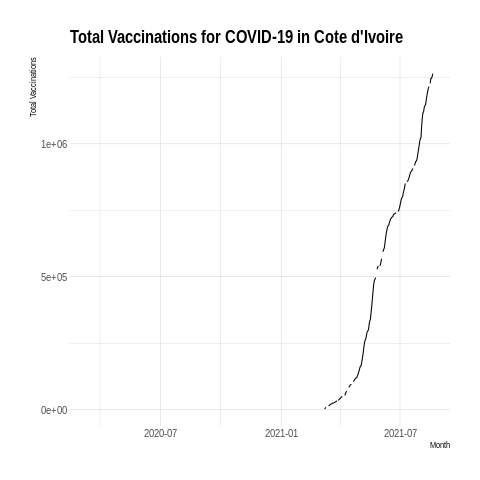 Total Vaccinations for COVID-19 in Cote d'Ivoire
Total Vaccinations
1e+06
5e+05
0e+00
2020-07
2021-01
2021-07
Month